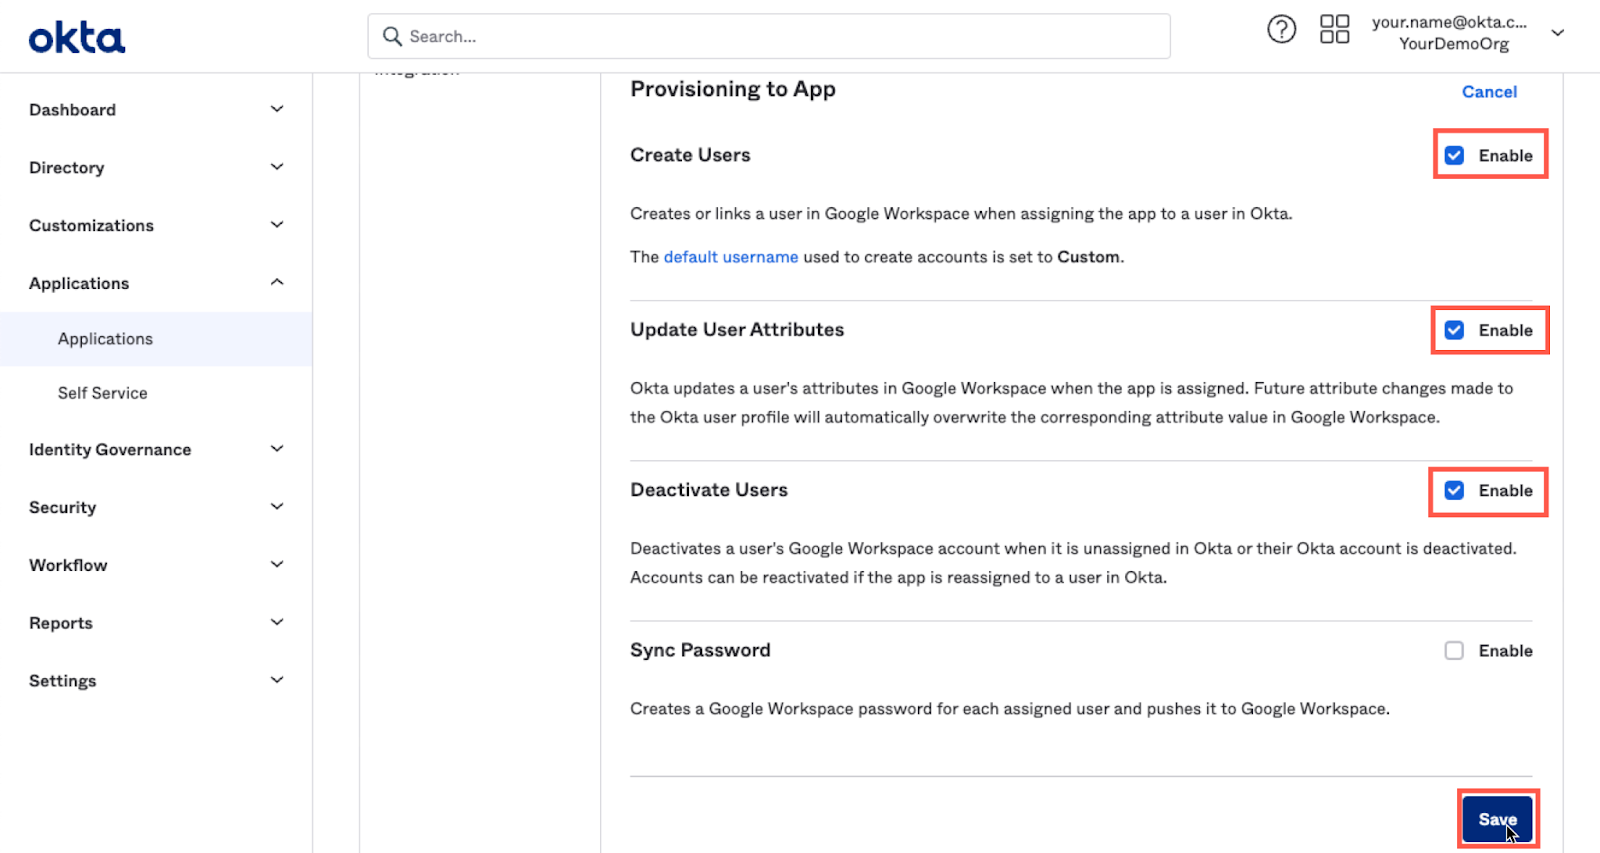 okta
Search...
your.name@okta.c...
YourDemoOrg
Dashboard
Directory
Customizations
Applications
Applications
Self Service
Identity Governance
Security
Workflow
Reports
Settings
Integration
Provisioning to App
Cancel
Create Users
Enable
Creates or links a user in Google Workspace when assigning the app to a user in Okta.
The default username used to create accounts is set to Custom.
Update User Attributes
Enable
Okta updates a user's attributes in Google Workspace when the app is assigned. Future attribute changes made to
the Okta user profile will automatically overwrite the corresponding attribute value in Google Workspace.
Deactivate Users
Enable
Deactivates a user's Google Workspace account when it is unassigned in Okta or their Okta account is deactivated.
Accounts can be reactivated if the app is reassigned to a user in Okta.
Sync Password
Enable
Creates a Google Workspace password for each assigned user and pushes it to Google Workspace.
Save